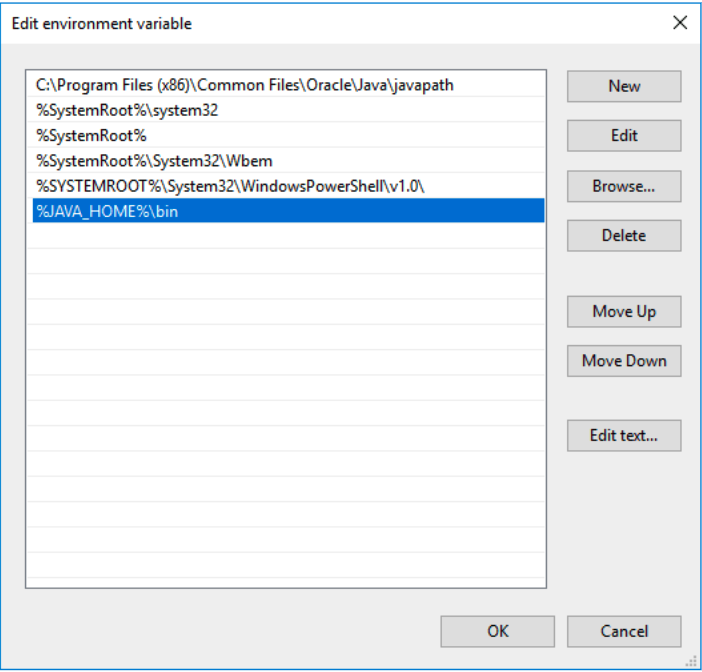 Edit environment variable
C:\Program Files (x86)\Common Files\Oracle\Java\javapath
%SystemRoot%\system32
%SystemRoot%
%SystemRoot%\System32\Wbem
%SYSTEMROOT%\System32\WindowsPowerShell\v1.0\
%JAVA_HOME%\bin
New
Edit
Browse...
Delete
Move Up
Move Down
Edit text...
OK
Cancel